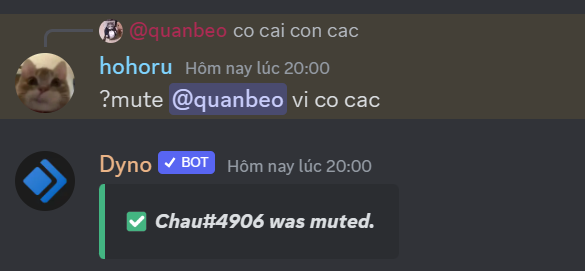 @quanbeo co cai con cac
hohoru Hôm nay lúc 20:00
?mute @quanbeo vi co cac
Dyno ✓ BOT Hôm nay lúc 20:00
✅ Chau#4906 was muted.